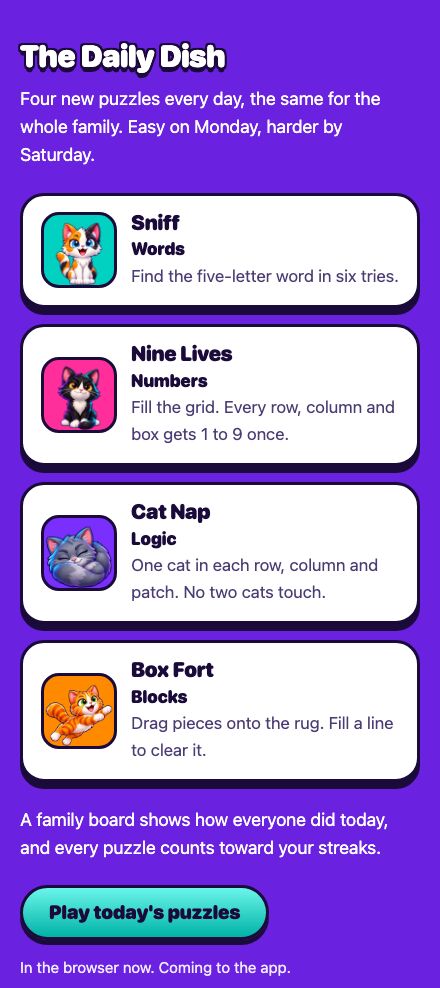 The Daily Dish
Four new puzzles every day, the same for the
whole family. Easy on Monday, harder by
Saturday.
Sniff
Words
Find the five-letter word in six tries.
Nine Lives
Numbers
Fill the grid. Every row, column and
box gets 1 to 9 once.
Cat Nap
Logic
One cat in each row, column and
patch. No two cats touch.
Box Fort
Blocks
Drag pieces onto the rug. Fill a line
to clear it.
A family board shows how everyone did today,
and every puzzle counts toward your streaks.
Play today's puzzles
In the browser now. Coming to the app.